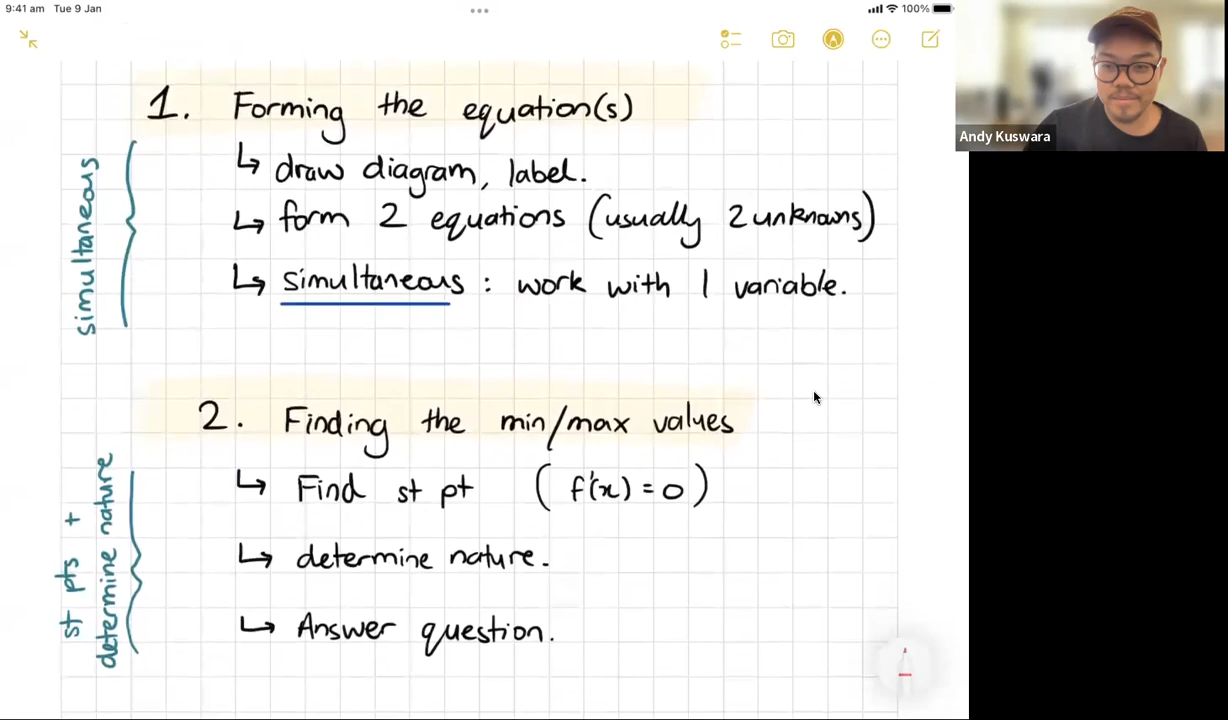 9:41 am Tue 9 Jan
100%
Andy Kuswara
1. Forming the equation(s)
↳ draw diagram, label.
↳ form 2 equations (usually 2 unknowns)
↳ simultaneous : work with 1 variable.
simultaneous
2. Finding the min/max values
↳ Find st pt ( f'(x) = 0 )
↳ determine nature.
↳ Answer question.
st pts +
determine nature